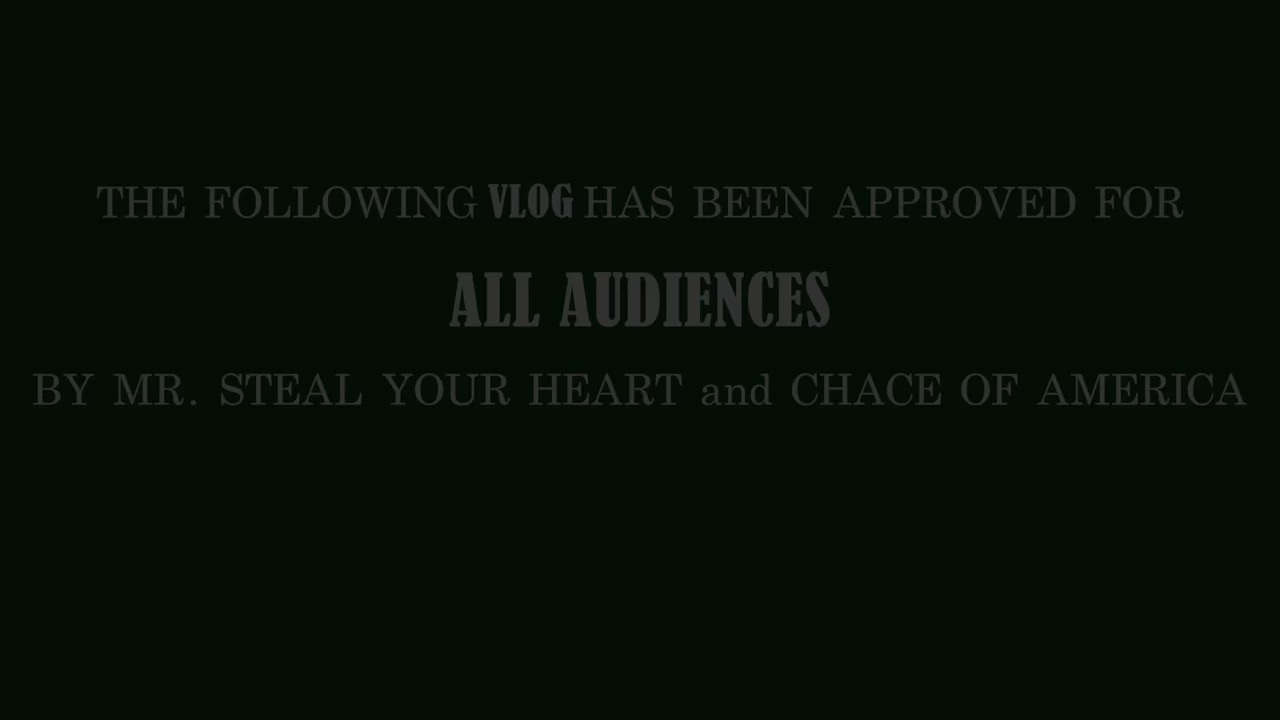 THE FOLLOWING VLOG HAS BEEN APPROVED FOR
ALL AUDIENCES
BY MR. STEAL YOUR HEART and CHACE OF AMERICA